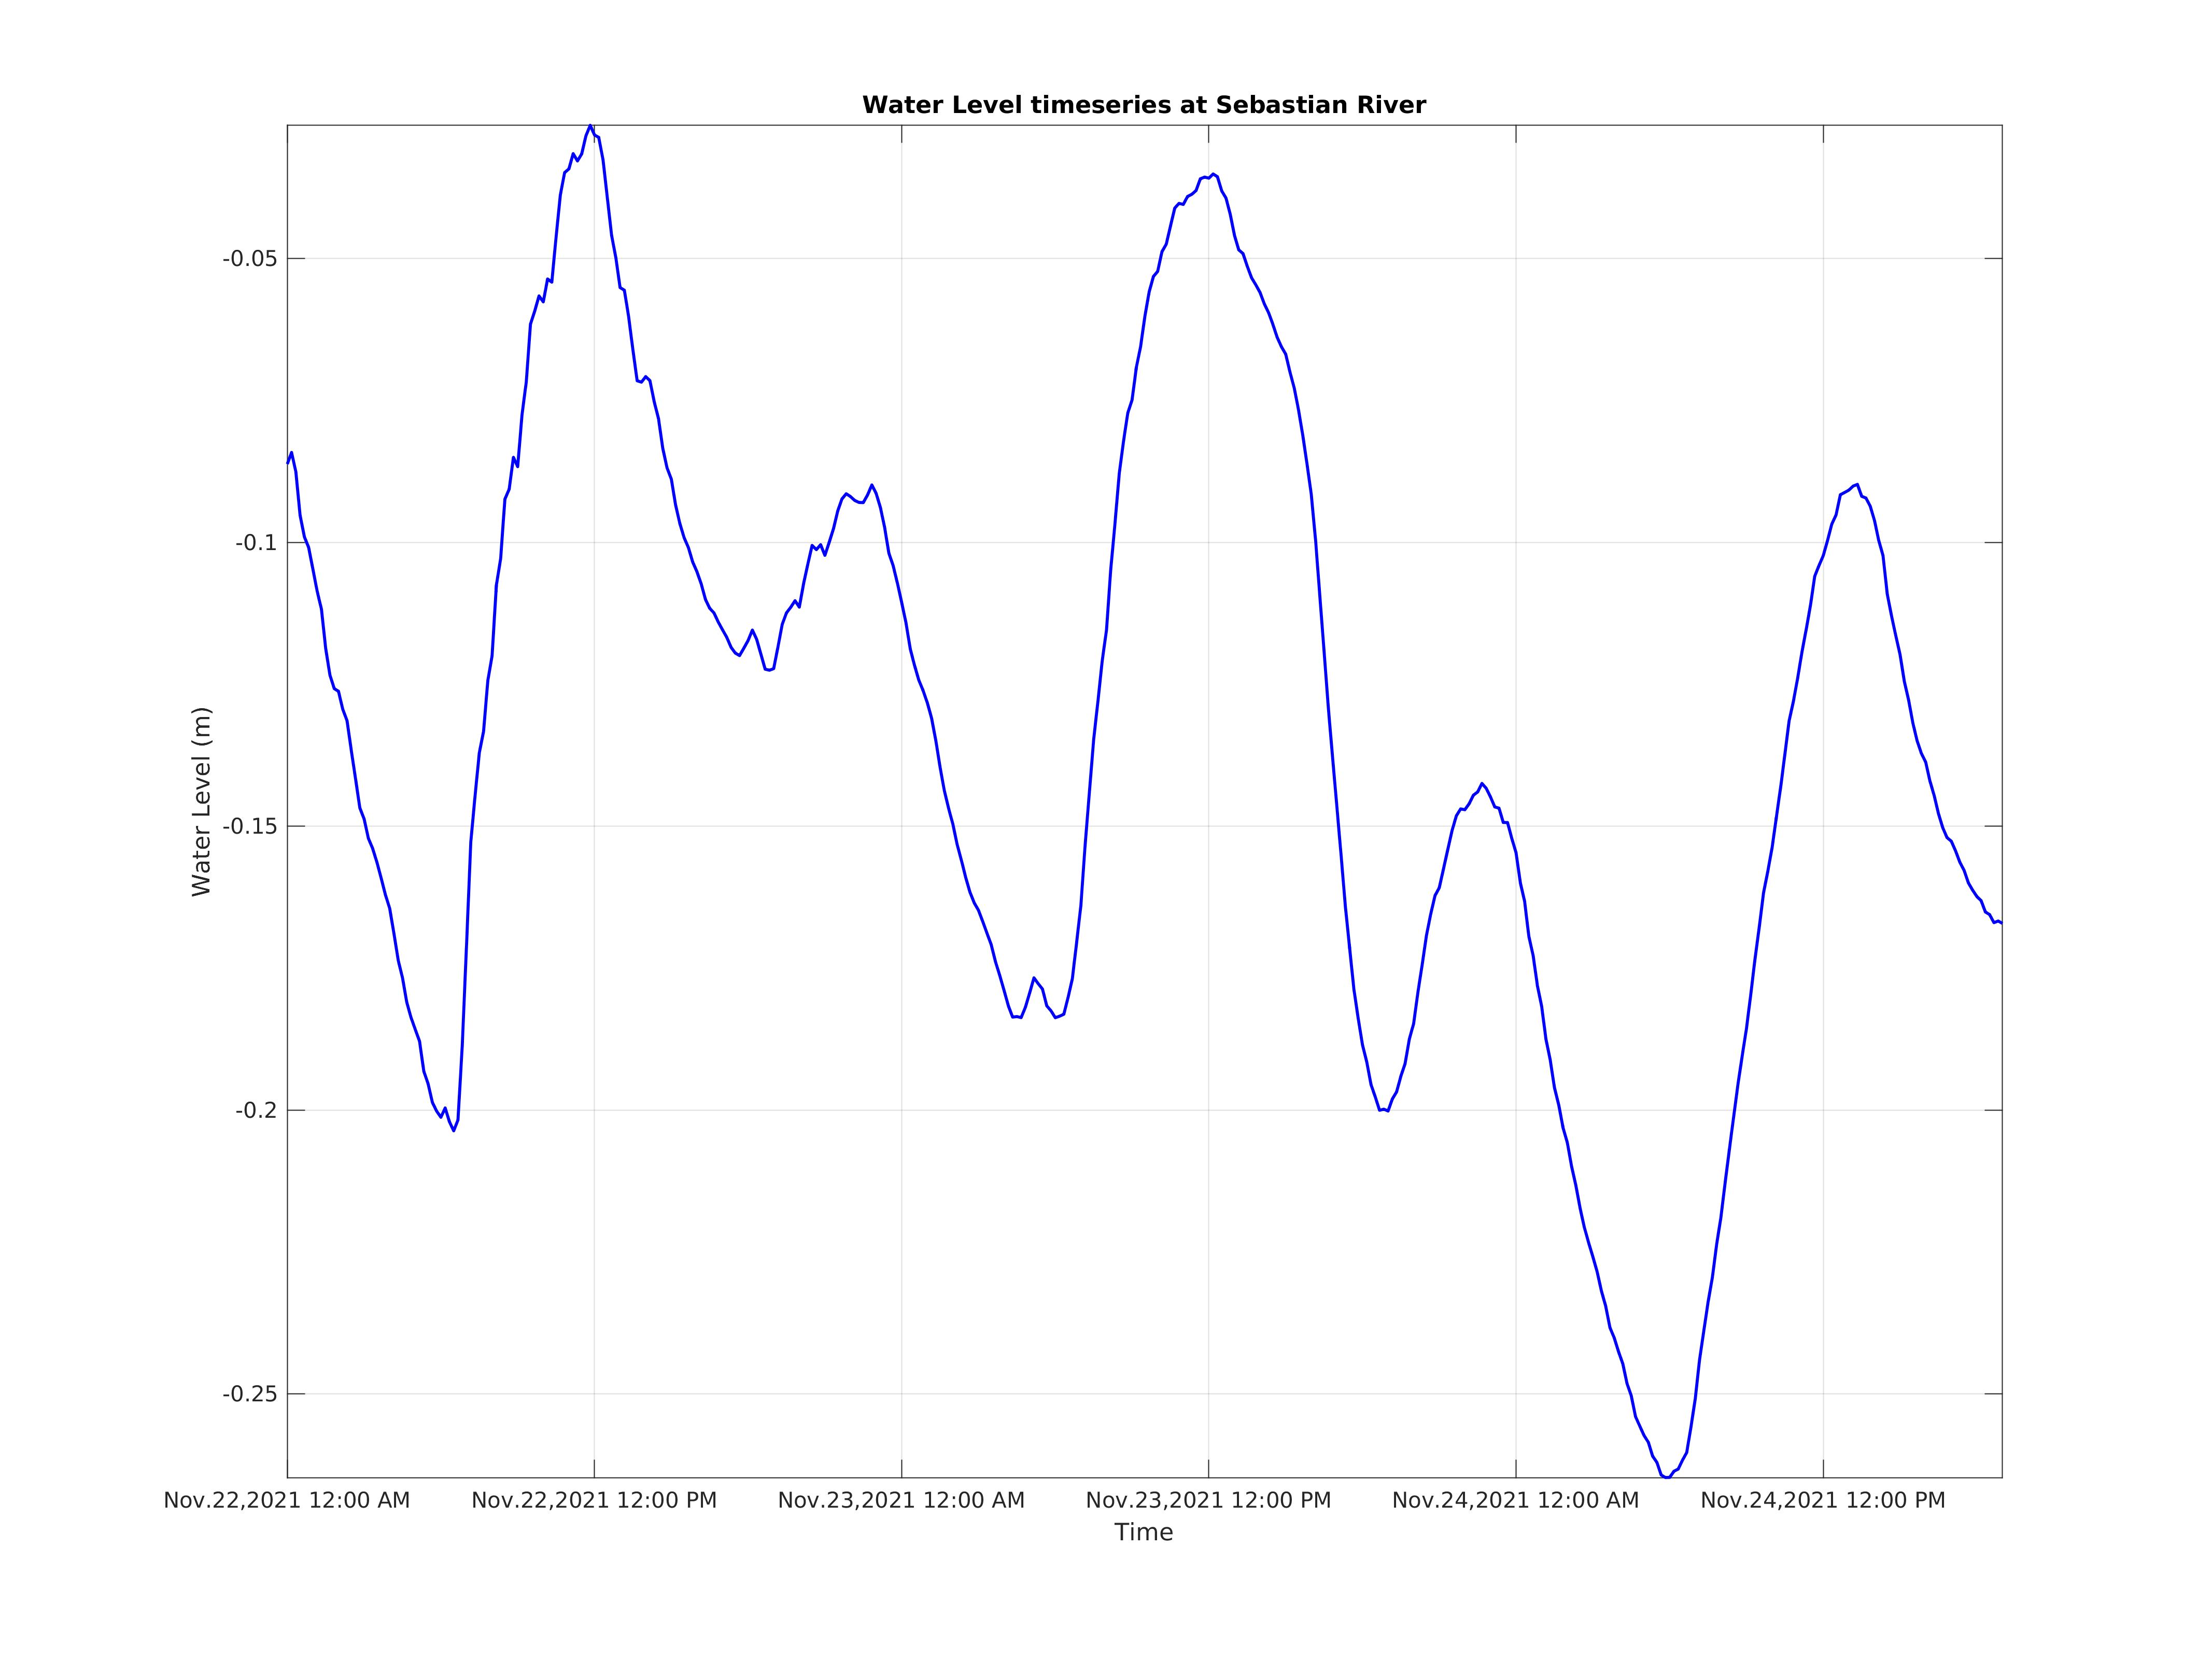 Water Level timeseries at Sebastian River
Water Level (m)
-0.05
-0.1
-0.15
-0.2
-0.25
Nov.22,2021 12:00 AM
Nov.22,2021 12:00 PM
Nov.23,2021 12:00 AM
Nov.23,2021 12:00 PM
Nov.24,2021 12:00 AM
Nov.24,2021 12:00 PM
Time